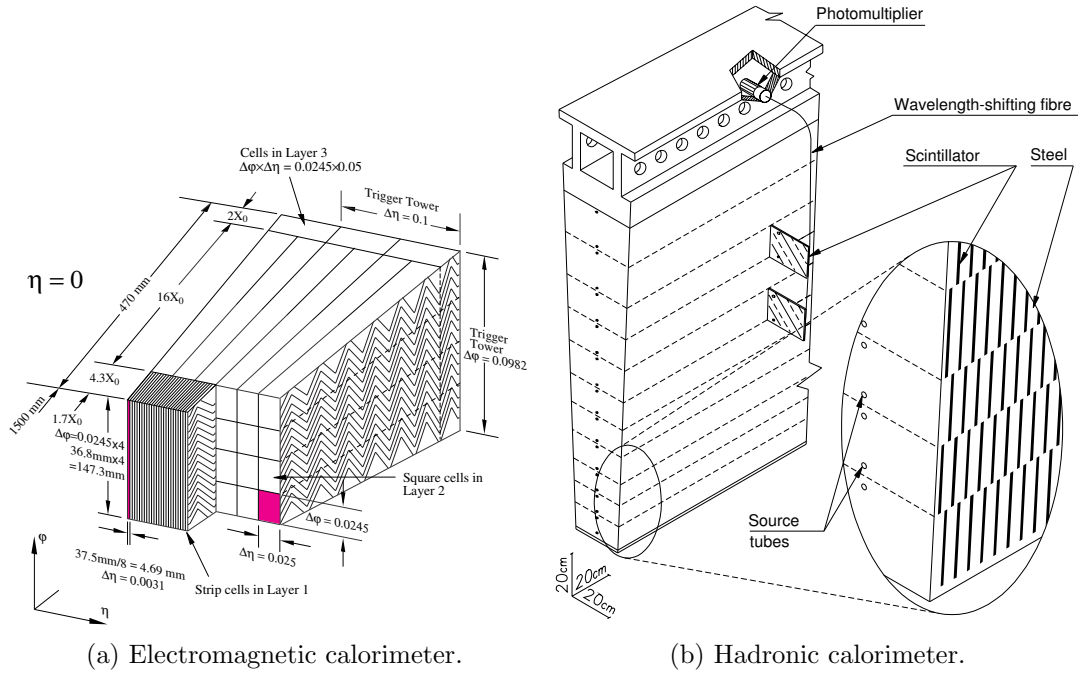 Cells in Layer 3
Δφ×Δη = 0.0245×0.05
Trigger Tower
Δη = 0.1
2X₀
η = 0
470 mm
16X₀
Trigger
Tower
Δφ = 0.0982
4.3X₀
1500 mm
1.7X₀
Δφ=0.0245x4
36.8mmx4
=147.3mm
Square cells in
Layer 2
Δφ = 0.0245
Δη = 0.025
37.5mm/8 = 4.69 mm
Δη = 0.0031
Strip cells in Layer 1
φ
η
(a) Electromagnetic calorimeter.
Photomultiplier
Wavelength-shifting fibre
Scintillator
Steel
Source
tubes
20cm
20cm
20cm
(b) Hadronic calorimeter.